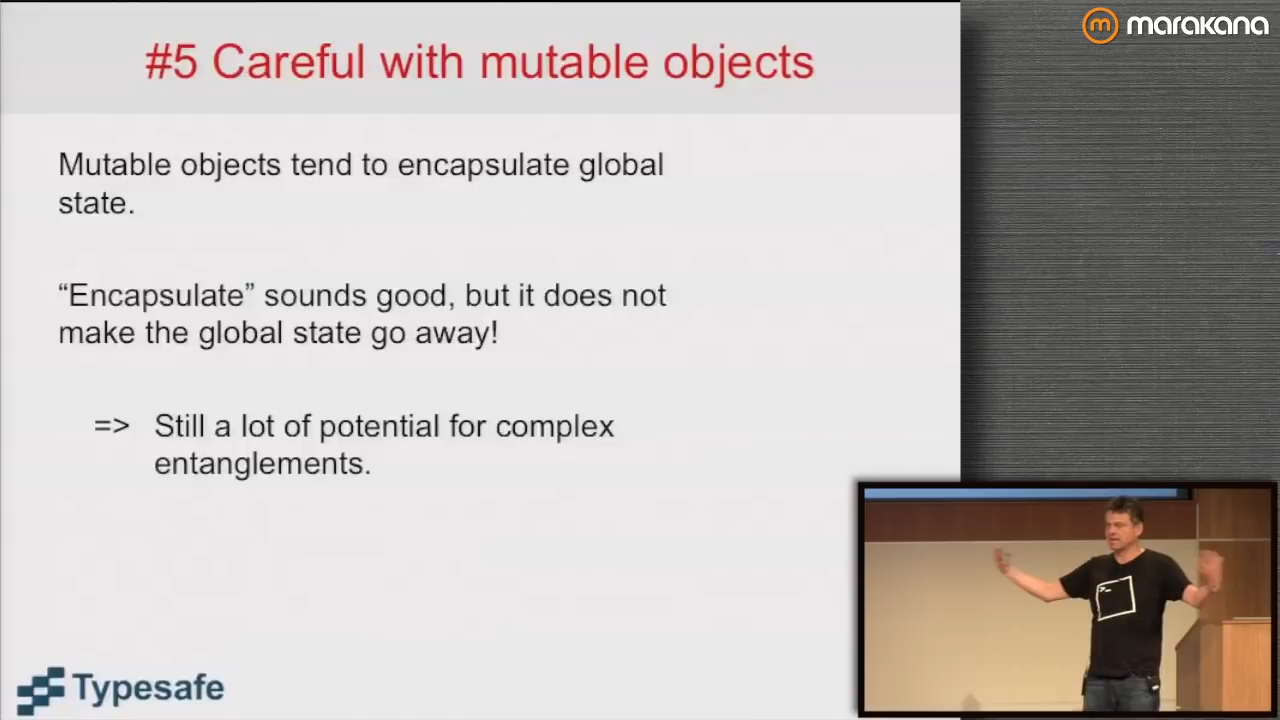 marakana
#5 Careful with mutable objects
Mutable objects tend to encapsulate global
state.
“Encapsulate” sounds good, but it does not
make the global state go away!
=> Still a lot of potential for complex
entanglements.
Typesafe